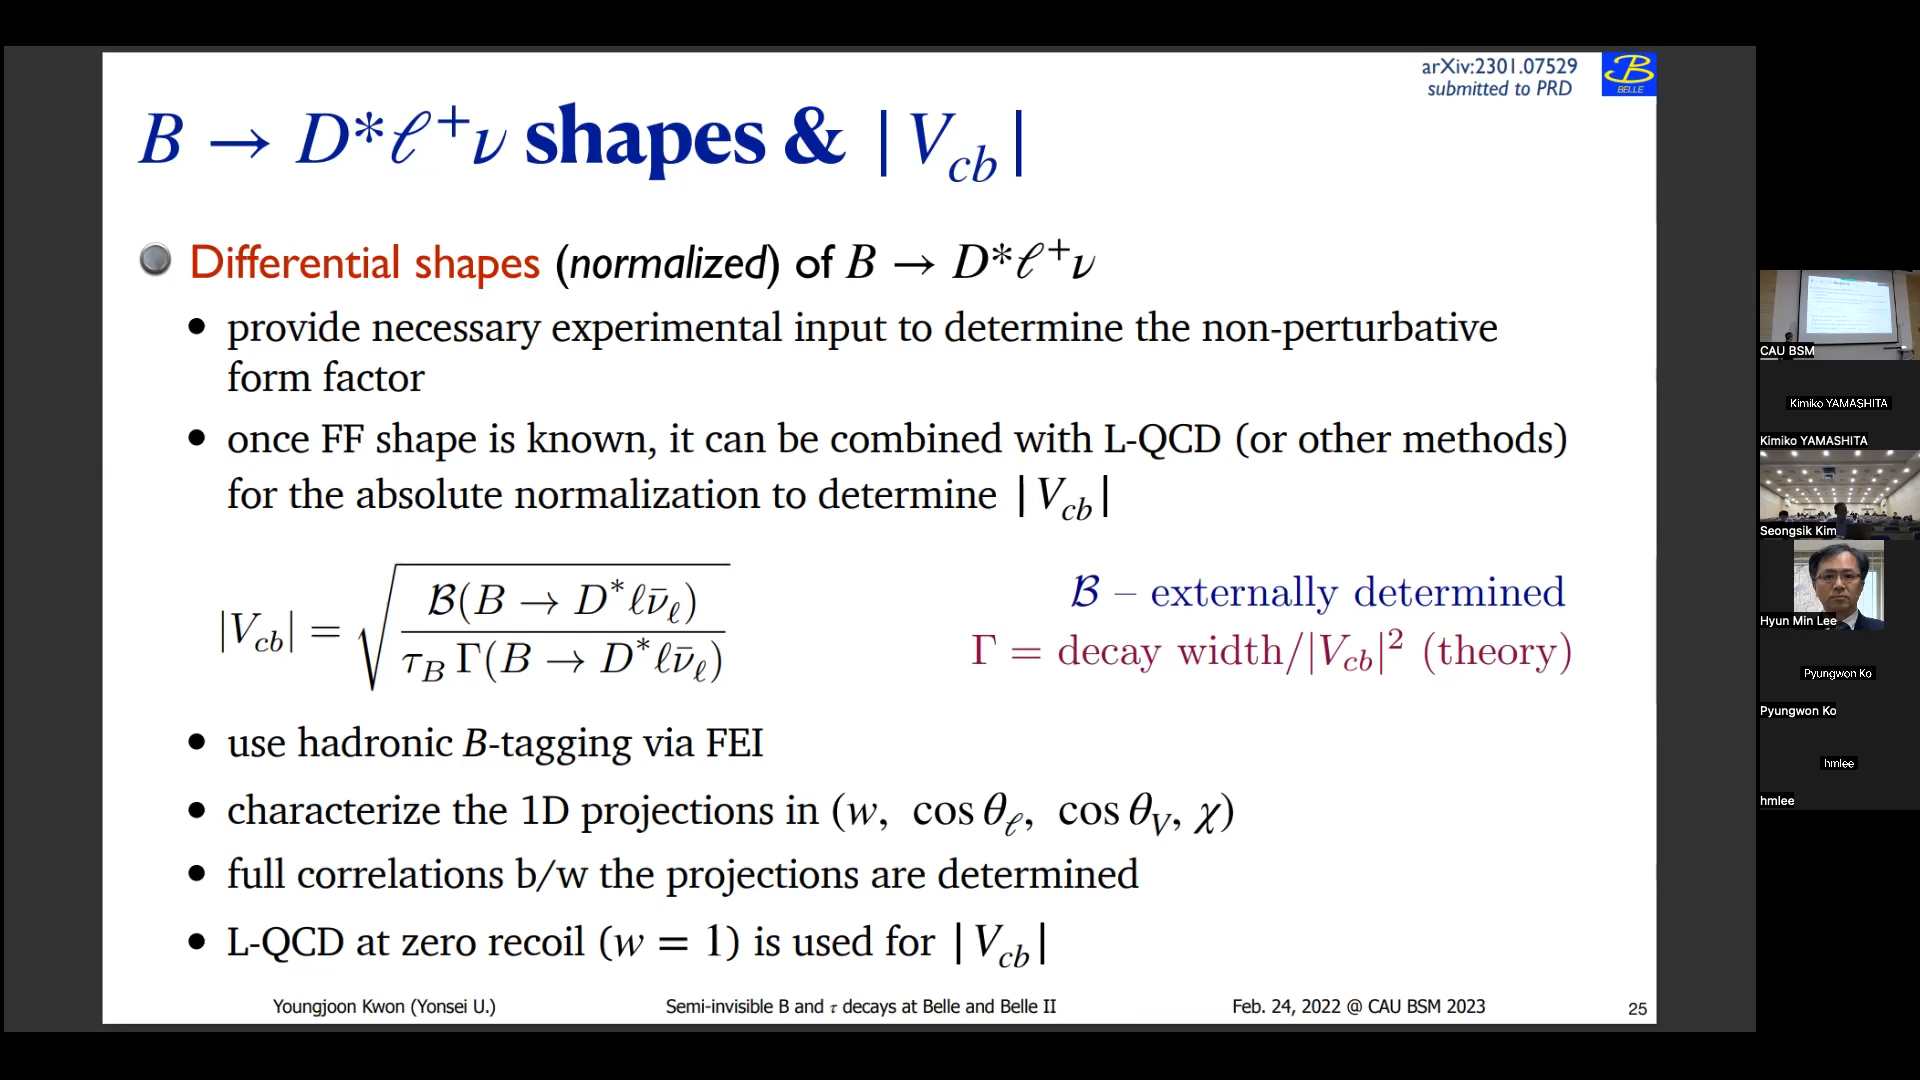 arXiv:2301.07529
submitted to PRD
BELLE
B → D*ℓ⁺ν shapes & |V_cb|
Differential shapes (normalized) of B → D*ℓ⁺ν
• provide necessary experimental input to determine the non-perturbative
form factor
• once FF shape is known, it can be combined with L-QCD (or other methods)
for the absolute normalization to determine |V_cb|
|V_cb| = √(ℬ(B → D*ℓν̄_ℓ) / (τ_B Γ(B → D*ℓν̄_ℓ)))
ℬ – externally determined
Γ = decay width/|V_cb|² (theory)
• use hadronic B-tagging via FEI
• characterize the 1D projections in (w, cos θ_ℓ, cos θ_V, χ)
• full correlations b/w the projections are determined
• L-QCD at zero recoil (w = 1) is used for |V_cb|
Youngjoon Kwon (Yonsei U.) Semi-invisible B and τ decays at Belle and Belle II Feb. 24, 2022 @ CAU BSM 2023 25
CAU BSM
Kimiko YAMASHITA
Kimiko YAMASHITA
Seongsik Kim
Hyun Min Lee
Pyungwon Ko
Pyungwon Ko
hmlee
hmlee